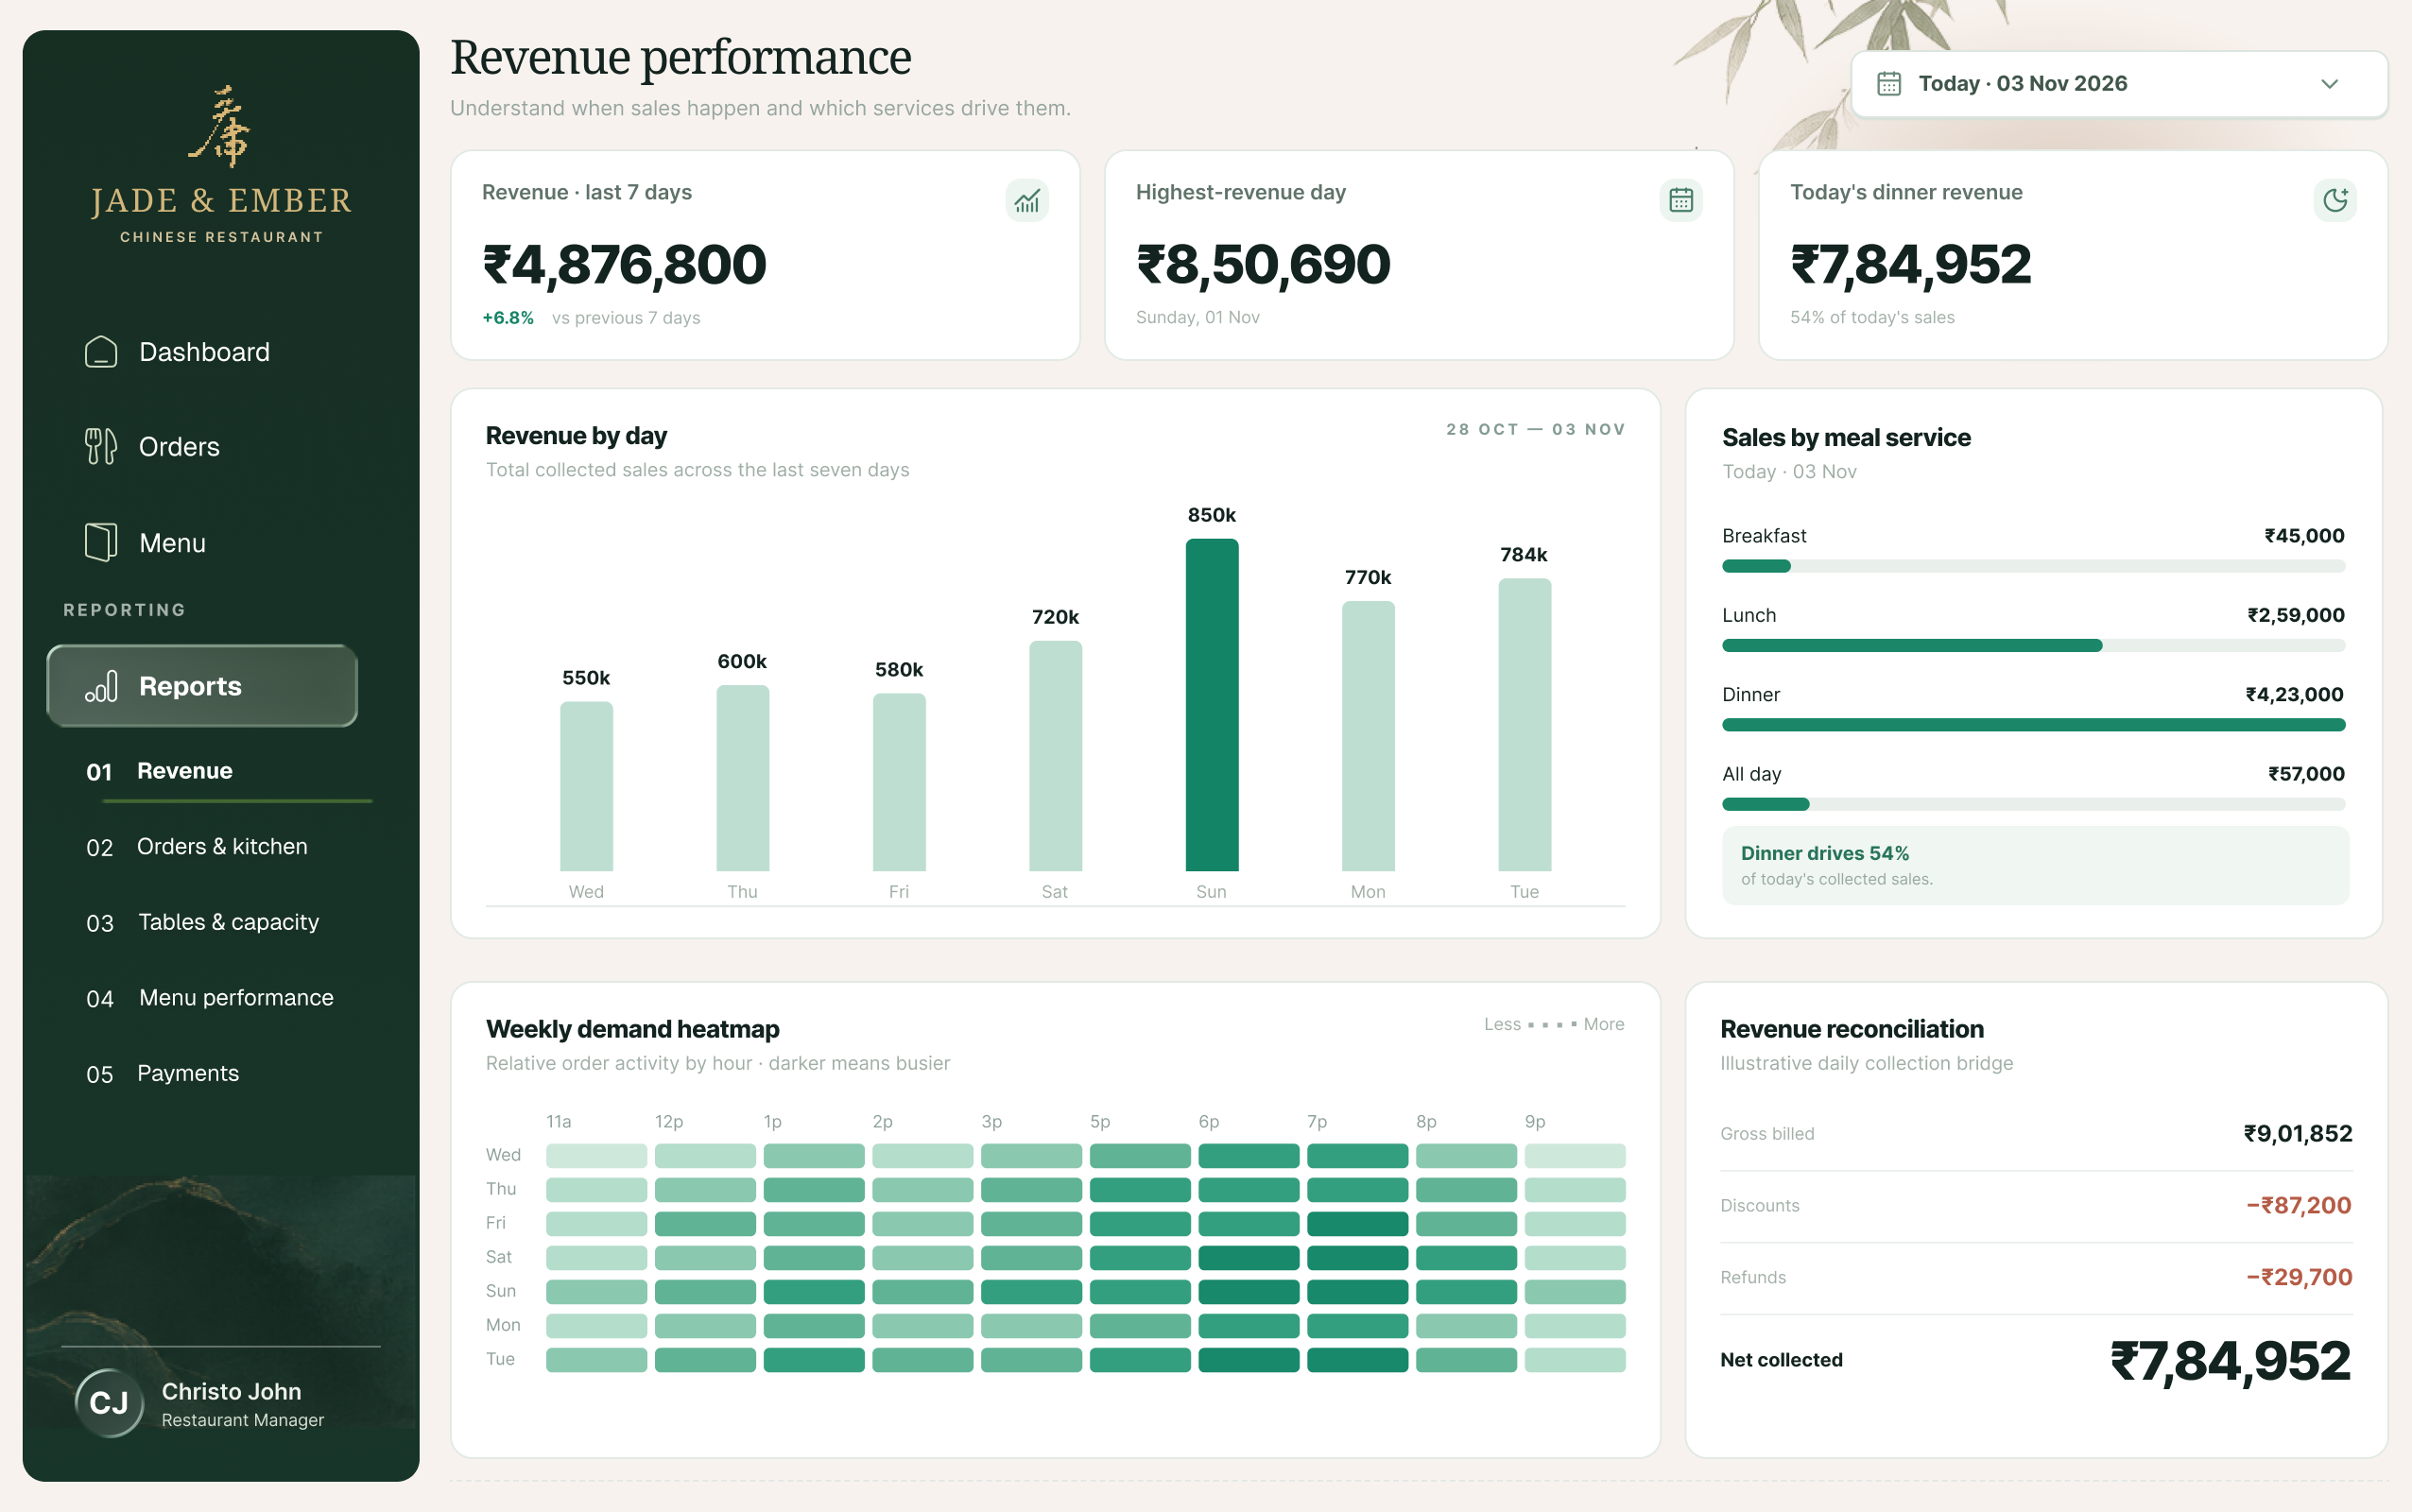 JADE & EMBER
CHINESE RESTAURANT
Dashboard
Orders
Menu
REPORTING
Reports
01 Revenue
02 Orders & kitchen
03 Tables & capacity
04 Menu performance
05 Payments
CJ
Christo John
Restaurant Manager
Revenue performance
Understand when sales happen and which services drive them.
Today · 03 Nov 2026
Revenue · last 7 days
₹4,876,800
+6.8% vs previous 7 days
Highest-revenue day
₹8,50,690
Sunday, 01 Nov
Today's dinner revenue
₹7,84,952
54% of today's sales
Revenue by day
28 OCT — 03 NOV
Total collected sales across the last seven days
550k
600k
580k
720k
850k
770k
784k
Wed Thu Fri Sat Sun Mon Tue
Sales by meal service
Today · 03 Nov
Breakfast ₹45,000
Lunch ₹2,59,000
Dinner ₹4,23,000
All day ₹57,000
Dinner drives 54%
of today's collected sales.
Weekly demand heatmap
Less ▪ ▪ ▪ ▪ More
Relative order activity by hour · darker means busier
11a 12p 1p 2p 3p 5p 6p 7p 8p 9p
Wed
Thu
Fri
Sat
Sun
Mon
Tue
Revenue reconciliation
Illustrative daily collection bridge
Gross billed ₹9,01,852
Discounts −₹87,200
Refunds −₹29,700
Net collected ₹7,84,952